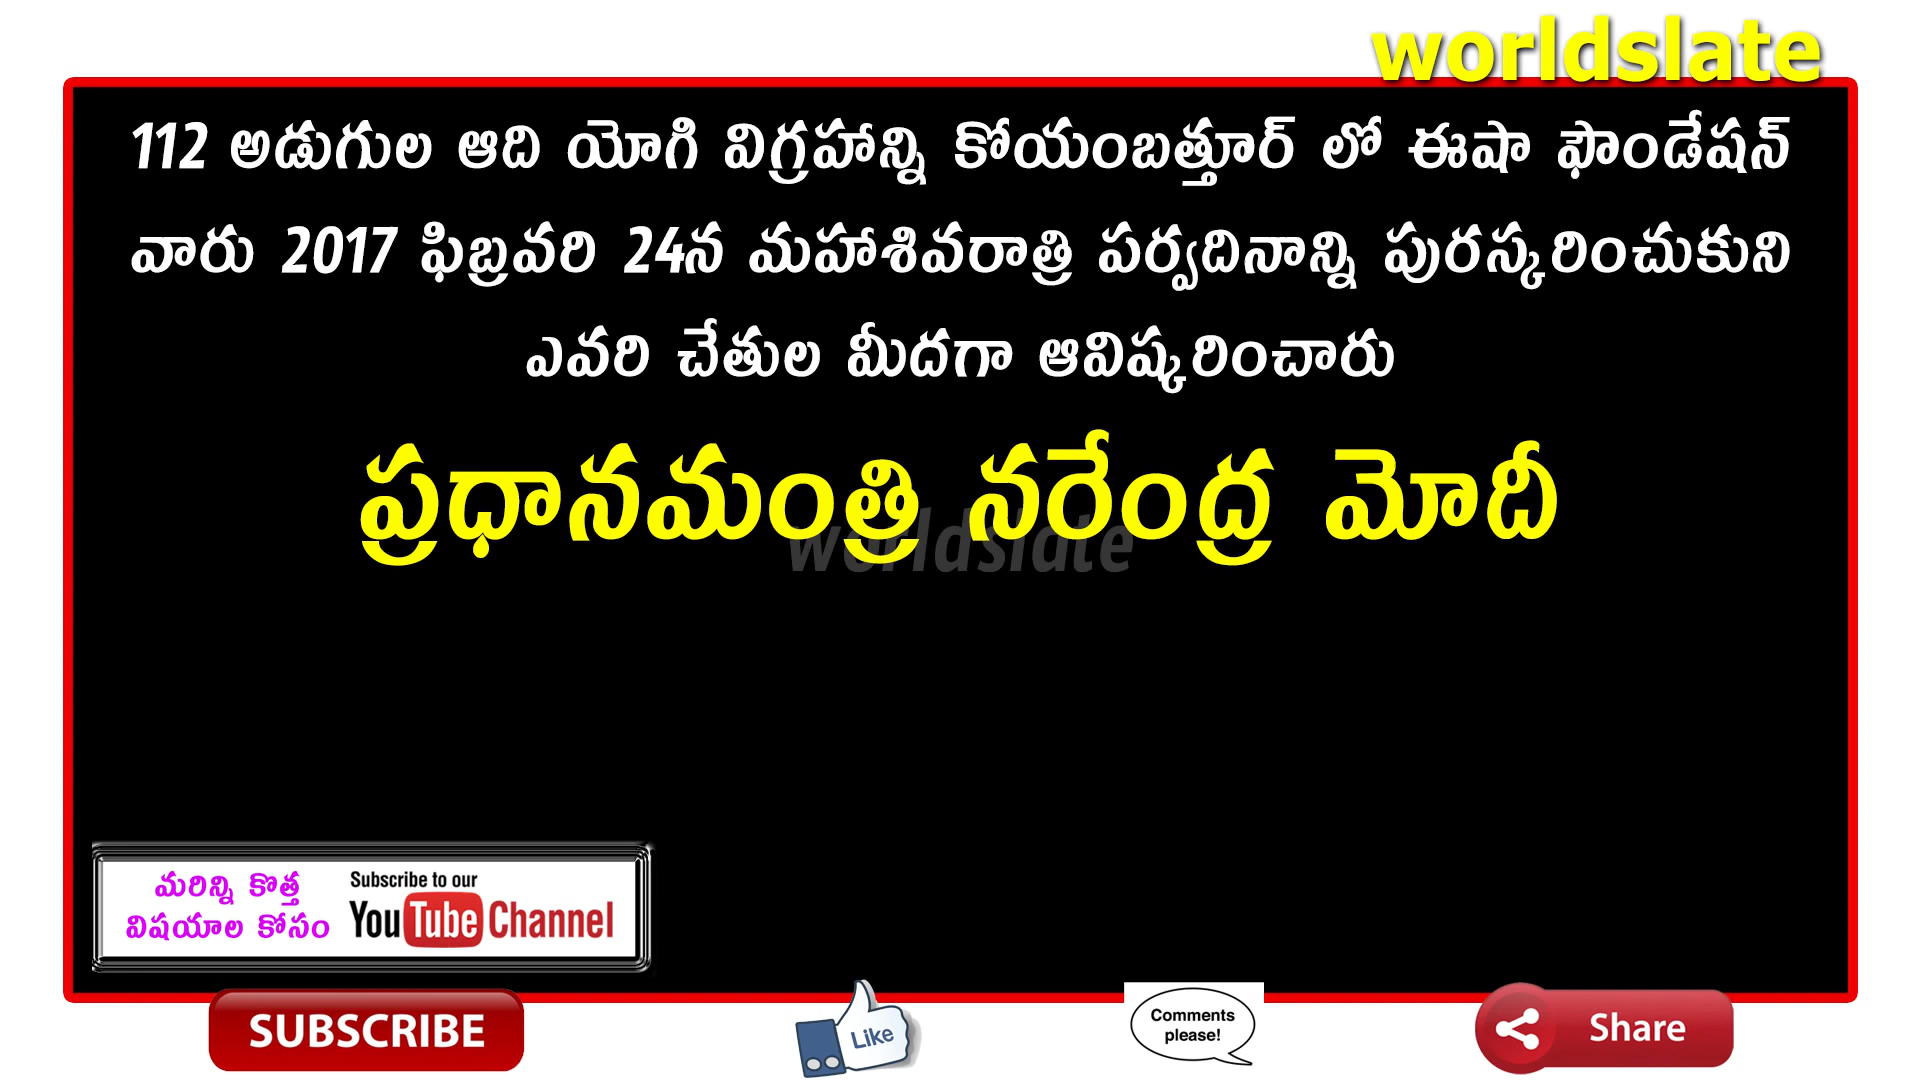 worldslate
112 అడుగుల ఆది యోగి విగ్రహాన్ని కోయంబత్తూర్ లో ఈషా ఫౌండేషన్
వారు 2017 ఫిబ్రవరి 24న మహాశివరాత్రి పర్వదినాన్ని పురస్కరించుకుని
ఎవరి చేతుల మీదగా ఆవిష్కరించారు
ప్రధానమంత్రి నరేంద్ర మోదీ
worldslate
మరిన్ని కొత్త
విషయాల కోసం
Subscribe to our
YouTube Channel
SUBSCRIBE
Like
Comments
please!
Share